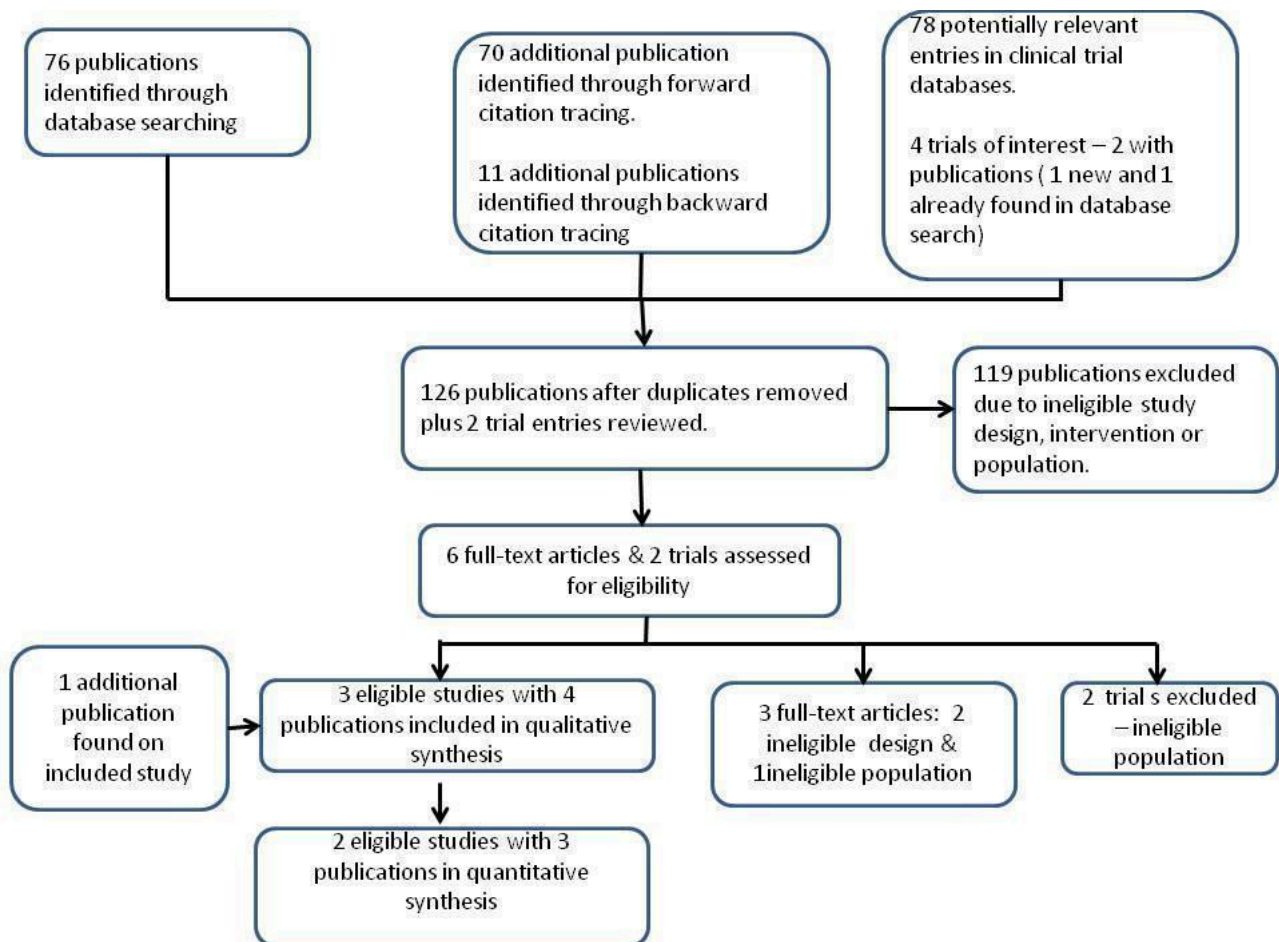 76 publications
identified through
database searching
70 additional publication
identified through forward
citation tracing.
11 additional publications
identified through backward
citation tracing
78 potentially relevant
entries in clinical trial
databases.
4 trials of interest – 2 with
publications ( 1 new and 1
already found in database
search)
126 publications after duplicates removed
plus 2 trial entries reviewed.
119 publications excluded
due to ineligible study
design, intervention or
population.
6 full-text articles & 2 trials assessed
for eligibility
1 additional
publication
found on
included study
3 eligible studies with 4
publications included in qualitative
synthesis
3 full-text articles: 2
ineligible design &
1ineligible population
2 trial s excluded
– ineligible
population
2 eligible studies with 3
publications in quantitative
synthesis